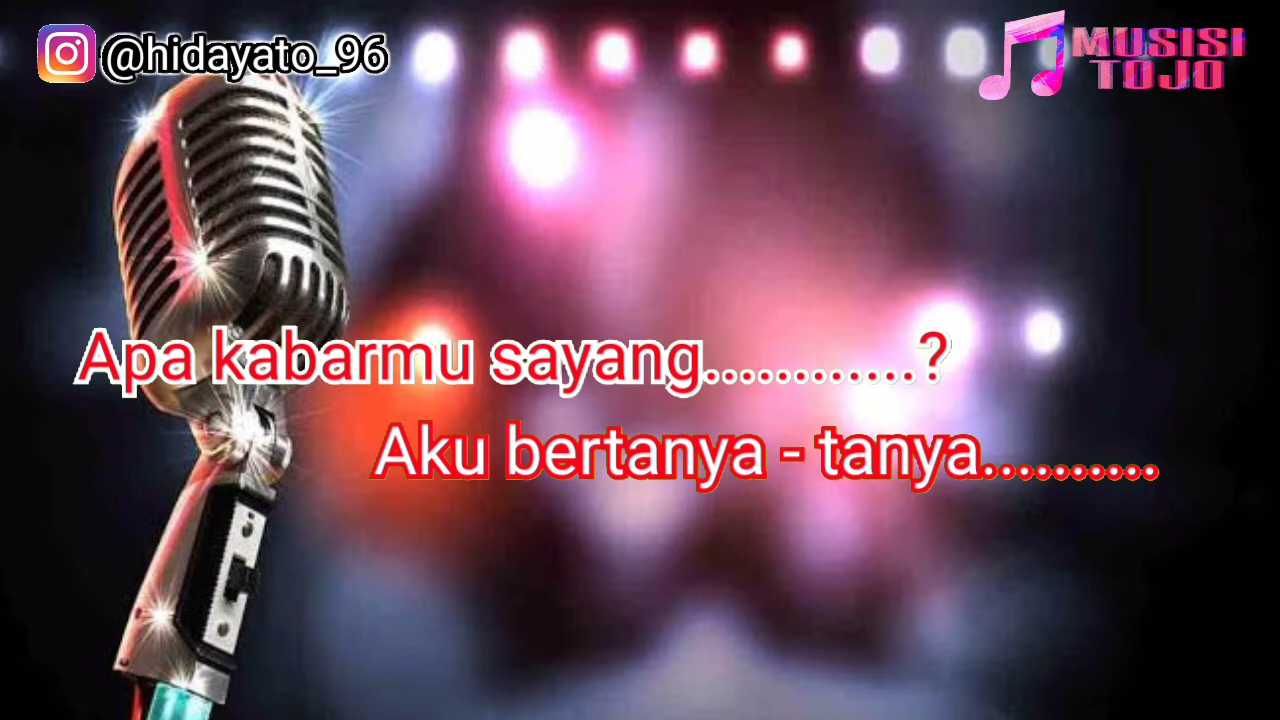 @hidayato_96
MUSISI
TOJO
Apa kabarmu sayang............?
Aku bertanya - tanya..........